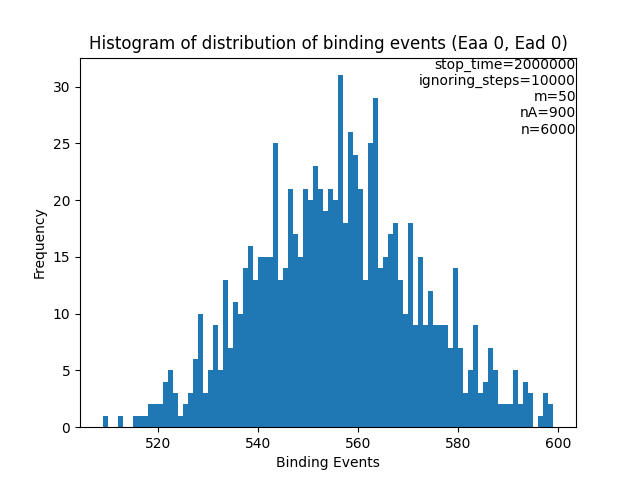 Histogram of distribution of binding events (Eaa 0, Ead 0)
stop_time=2000000
ignoring_steps=10000
m=50
nA=900
n=6000
30
25
20
15
10
5
0
Frequency
520 540 560 580 600
Binding Events